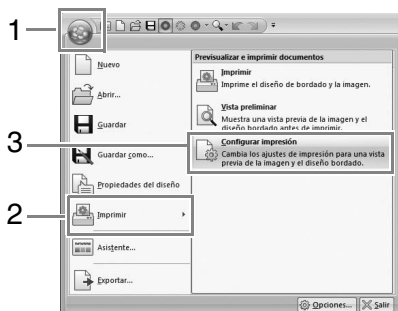 1
Nuevo
Abrir...
Guardar
3
Guardar como...
Propiedades del diseño
2
Imprimir
Asistente...
Exportar...
Previsualizar e imprimir documentos
Imprimir
Imprime el diseño de bordado y la imagen.
Vista preliminar
Muestra una vista previa de la imagen y el
diseño bordado antes de imprimir.
Configurar impresión
Cambia los ajustes de impresión para una vista
previa de la imagen y el diseño bordado.
Opciones...
Salir